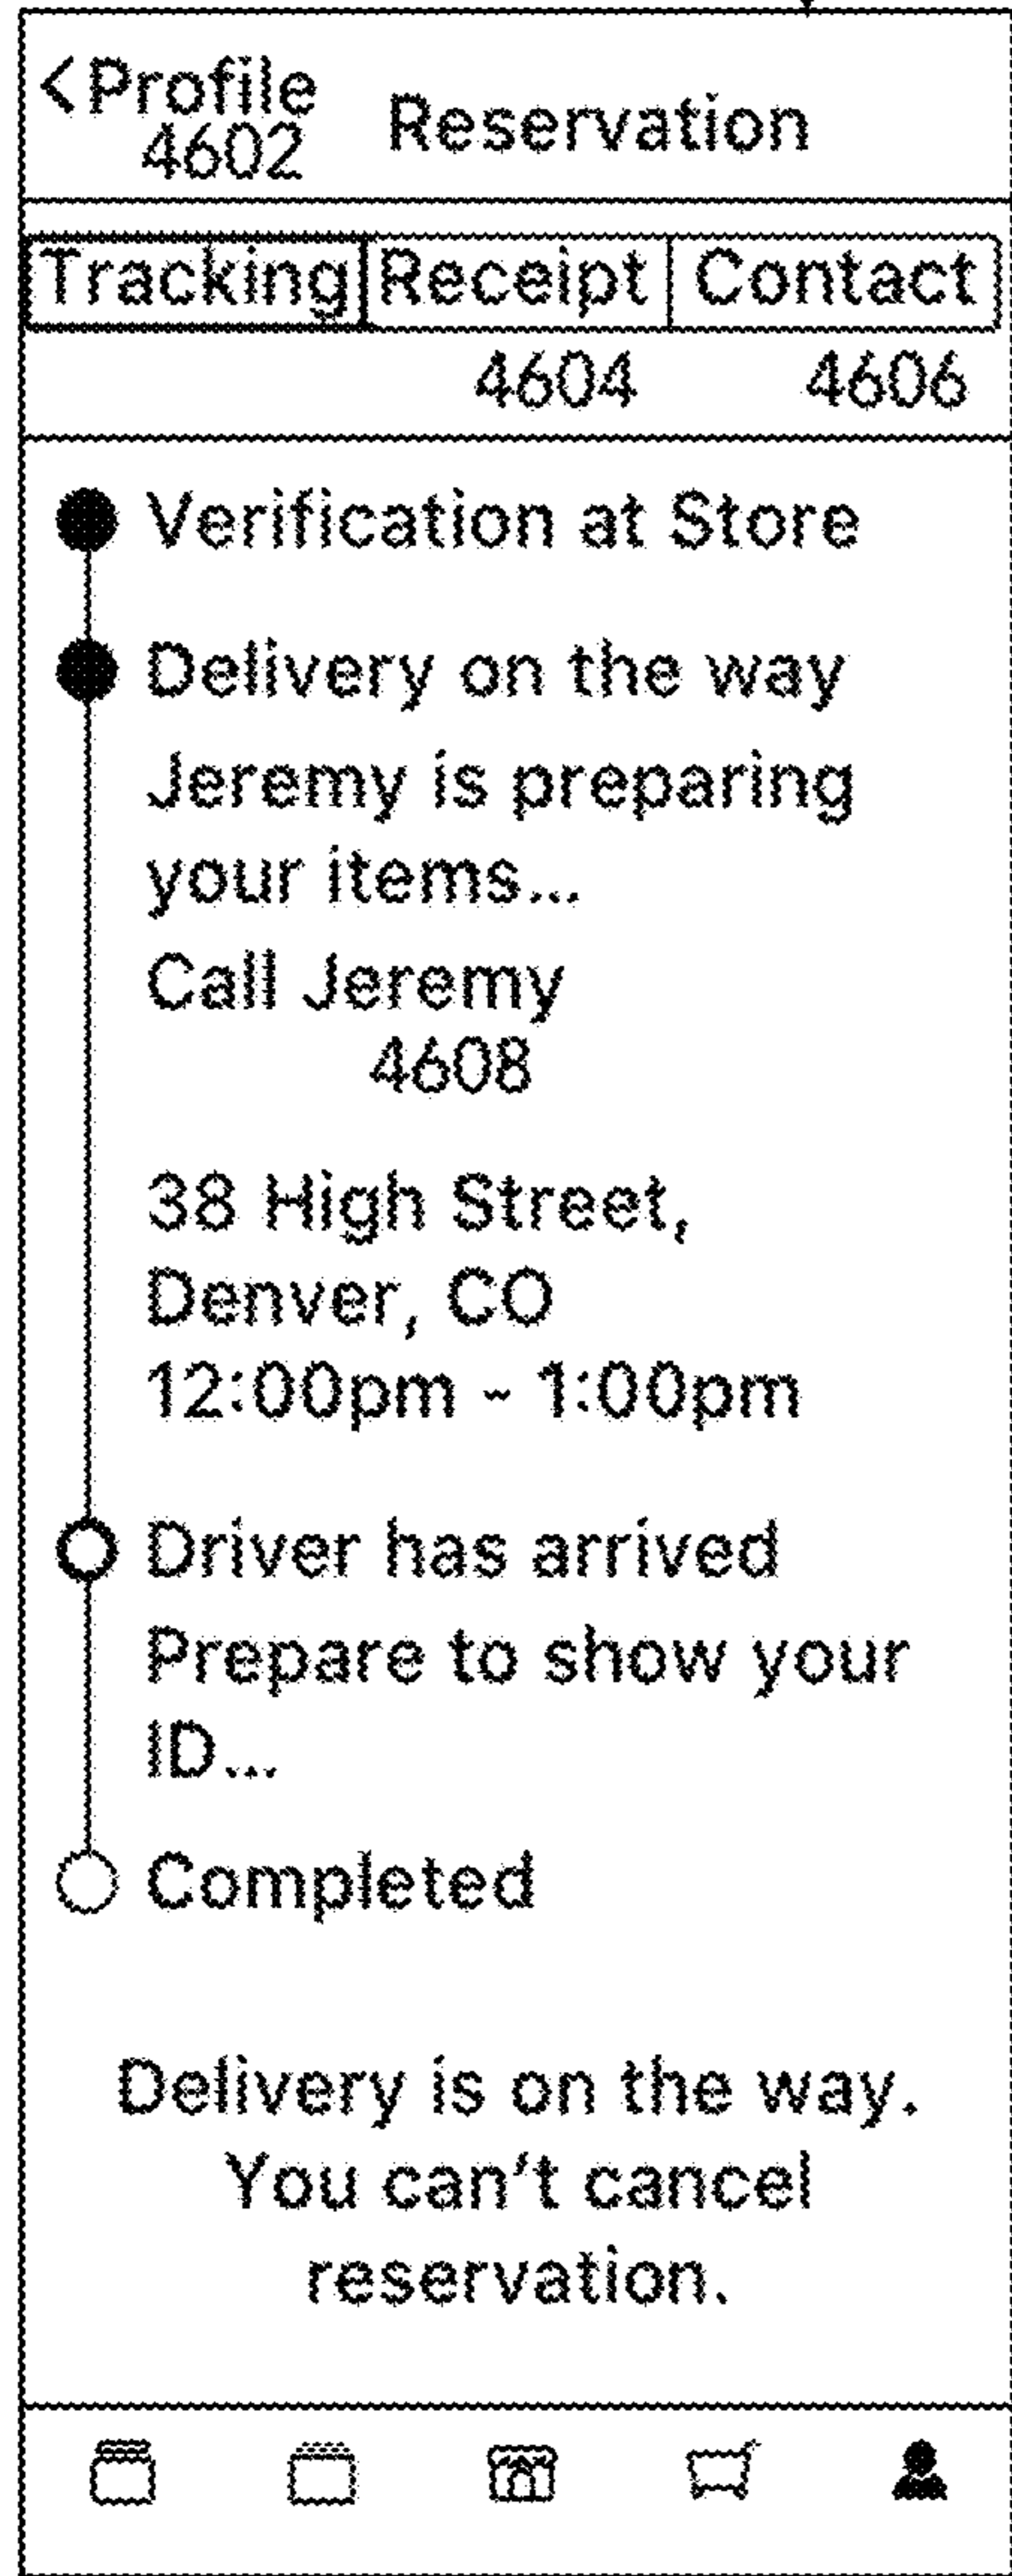 <Profile
4602
Reservation
Tracking Receipt Contact
4604 4606
Verification at Store
Delivery on the way
Jeremy is preparing
your items...
Call Jeremy
4608
38 High Street,
Denver, CO
12:00pm - 1:00pm
Driver has arrived
Prepare to show your
ID...
Completed
Delivery is on the way.
You can't cancel
reservation.